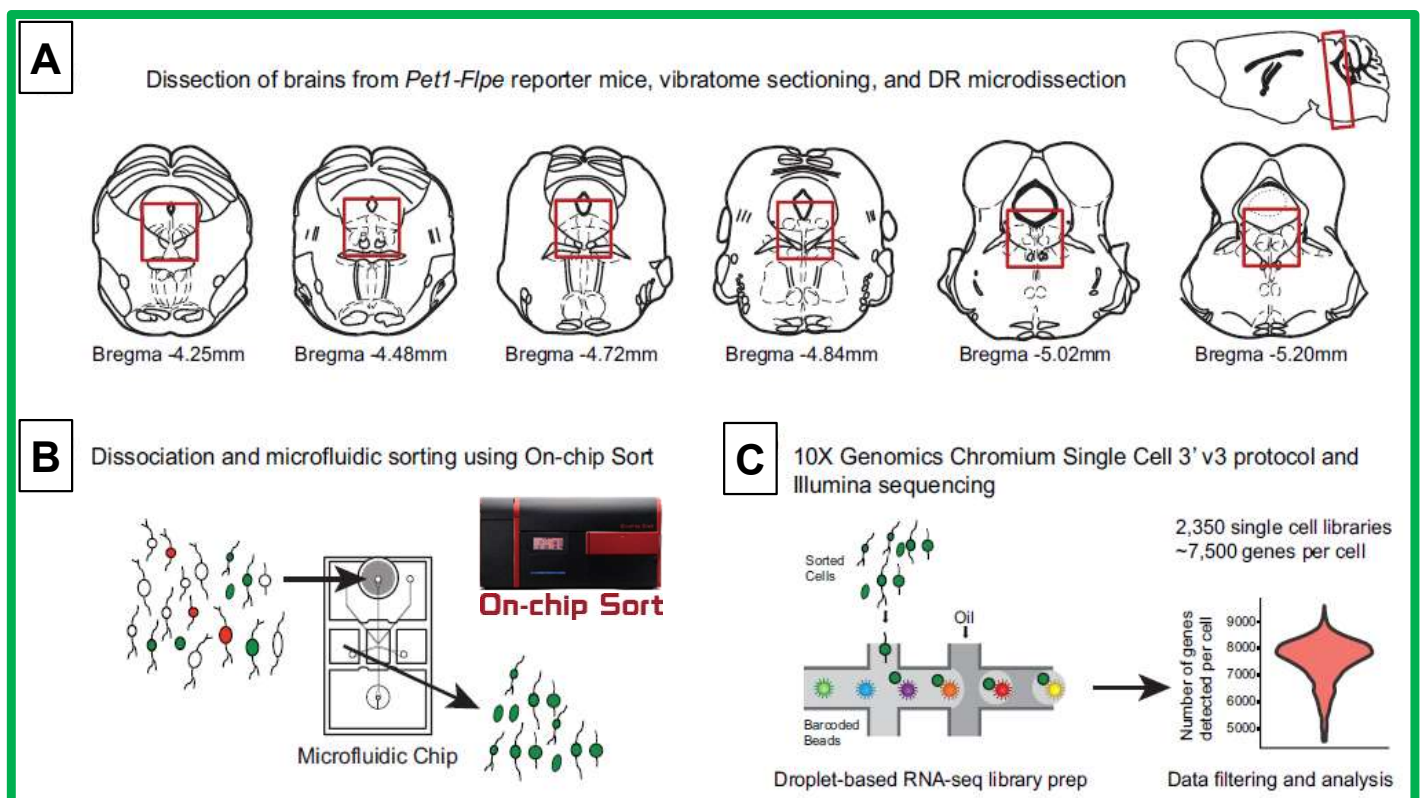 A
Dissection of brains from Pet1-Flpe reporter mice, vibratome sectioning, and DR microdissection
Bregma -4.25mm
Bregma -4.48mm
Bregma -4.72mm
Bregma -4.84mm
Bregma -5.02mm
Bregma -5.20mm
B
Dissociation and microfluidic sorting using On-chip Sort
On-chip Sort
Microfluidic Chip
C
10X Genomics Chromium Single Cell 3' v3 protocol and
Illumina sequencing
2,350 single cell libraries
~7,500 genes per cell
Sorted
Cells
Oil
Barcoded
Beads
Droplet-based RNA-seq library prep
Number of genes
detected per cell
9000
8000
7000
6000
5000
Data filtering and analysis